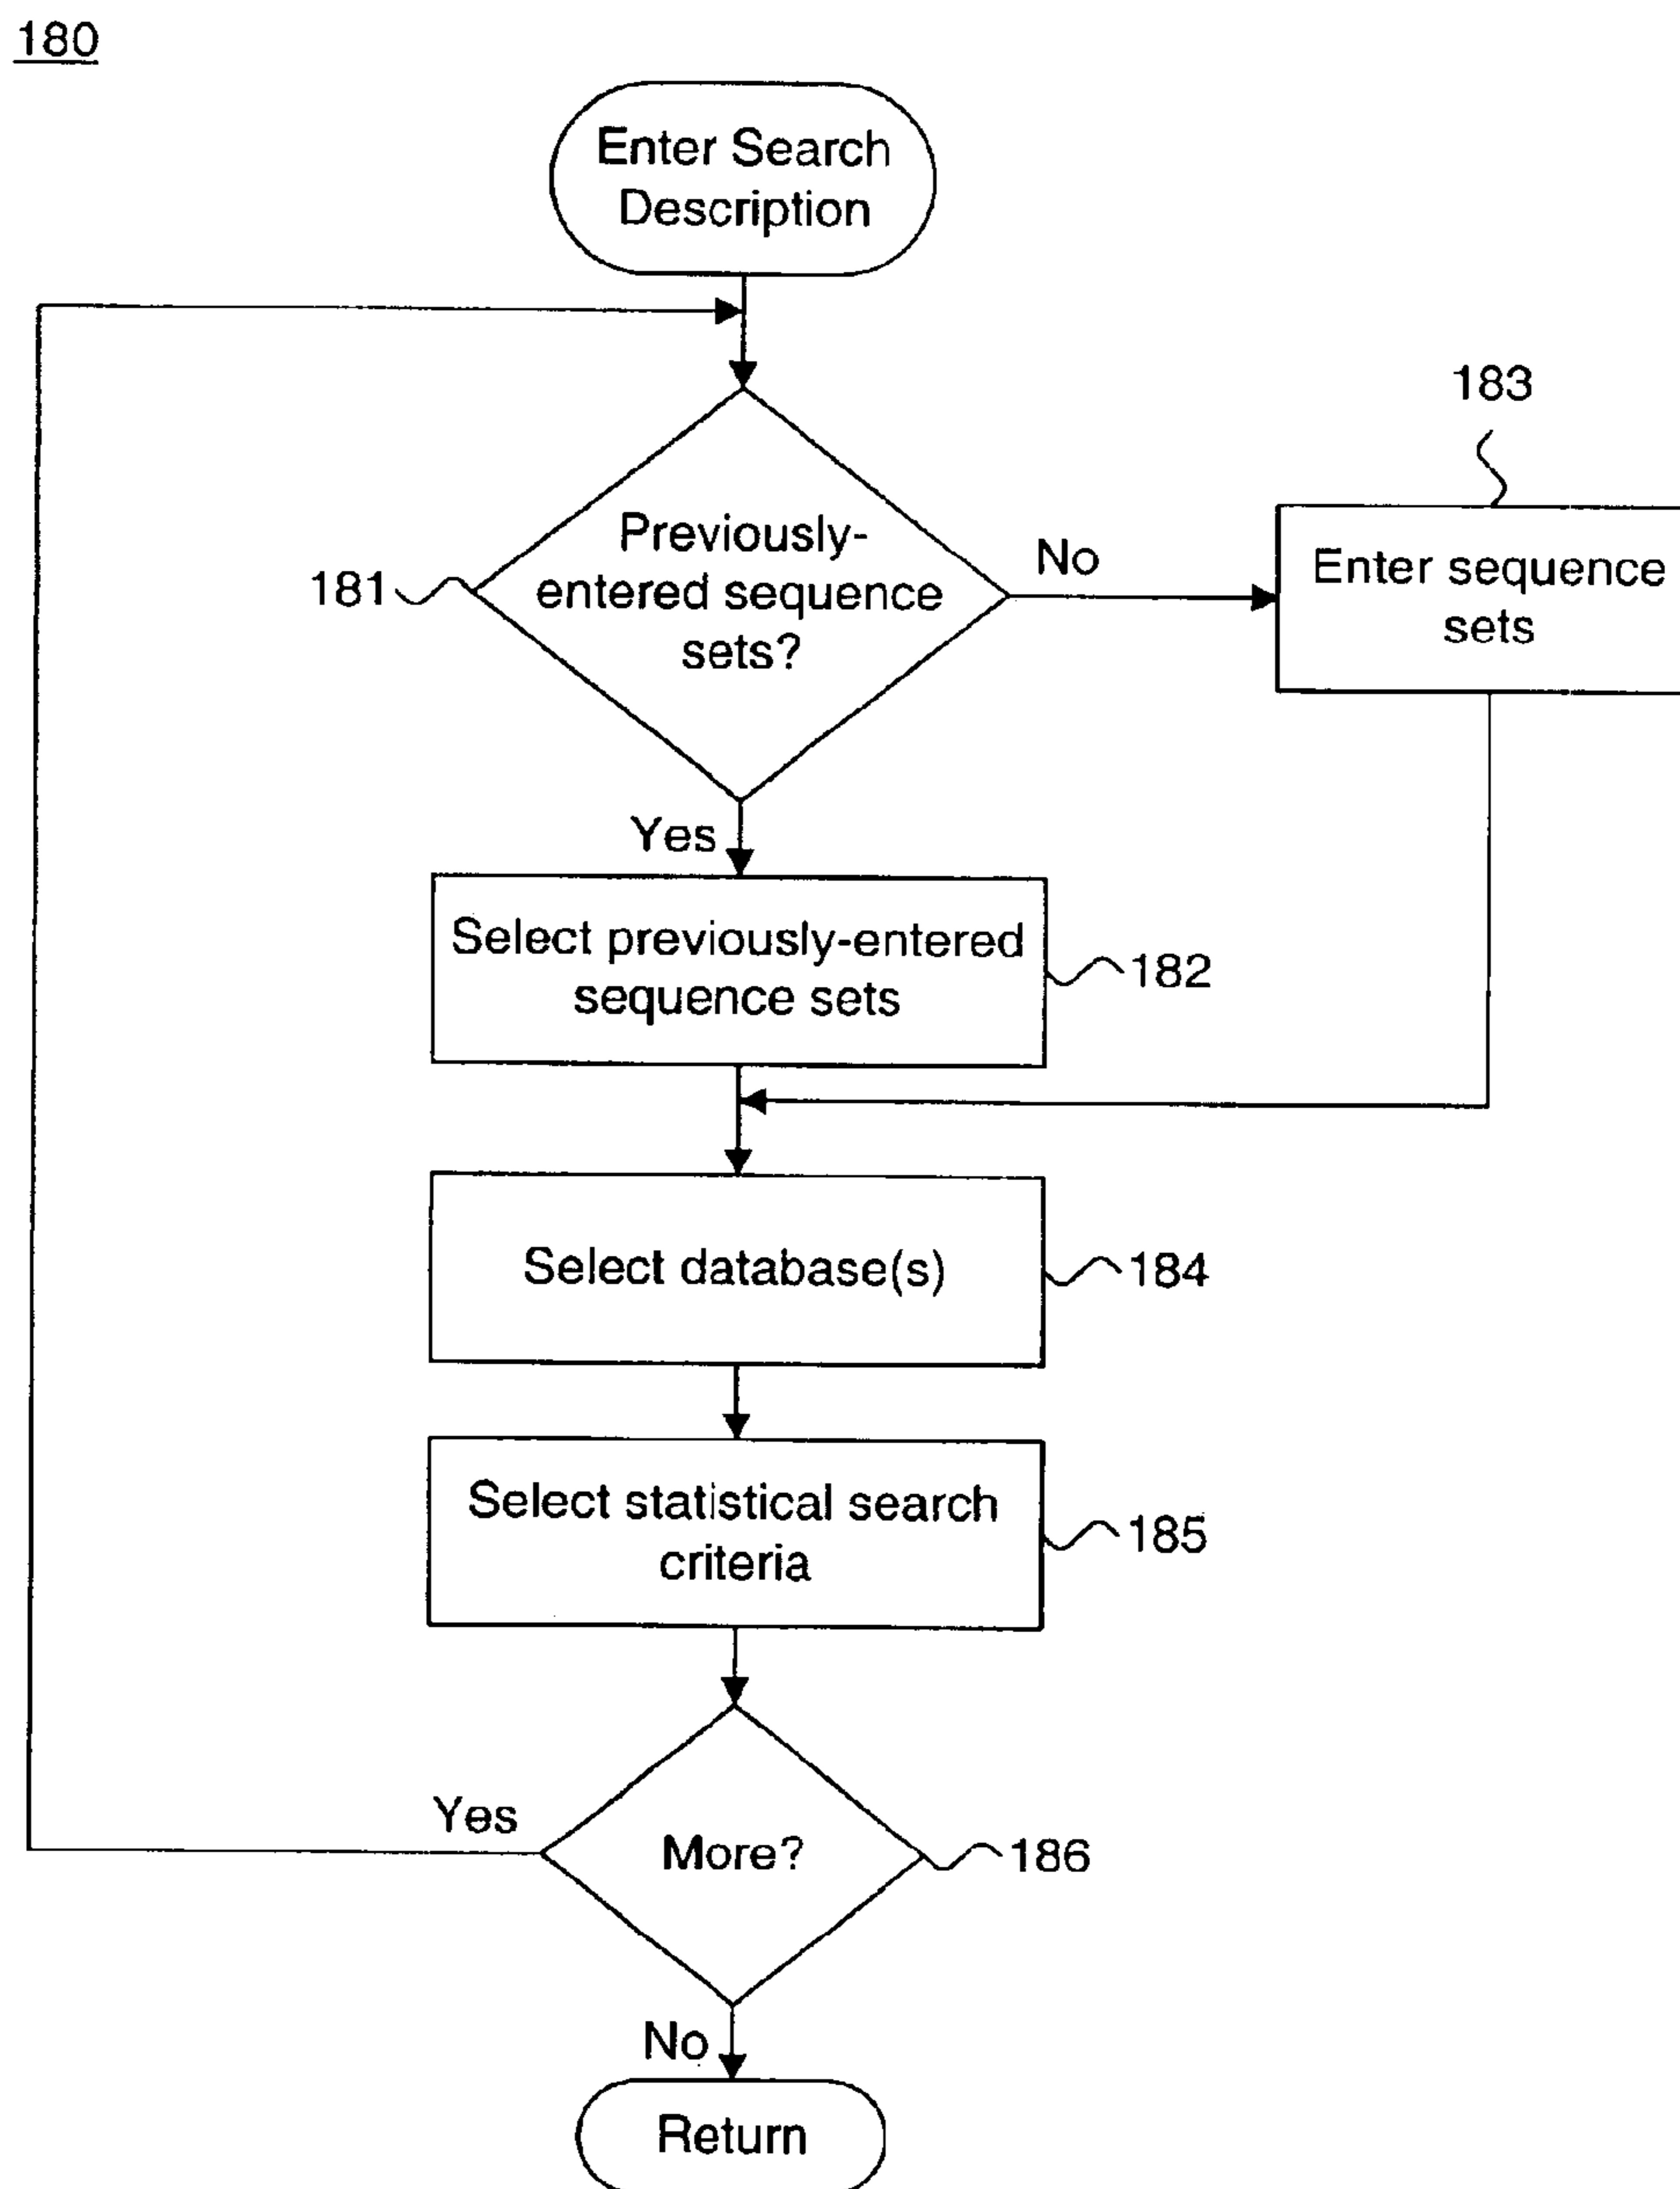 180
Enter Search
Description
183
Previously-
entered sequence
sets?
181
No
Enter sequence
sets
Yes
Select previously-entered
sequence sets
182
Select database(s)
184
Select statistical search
criteria
185
Yes
More?
186
No
Return